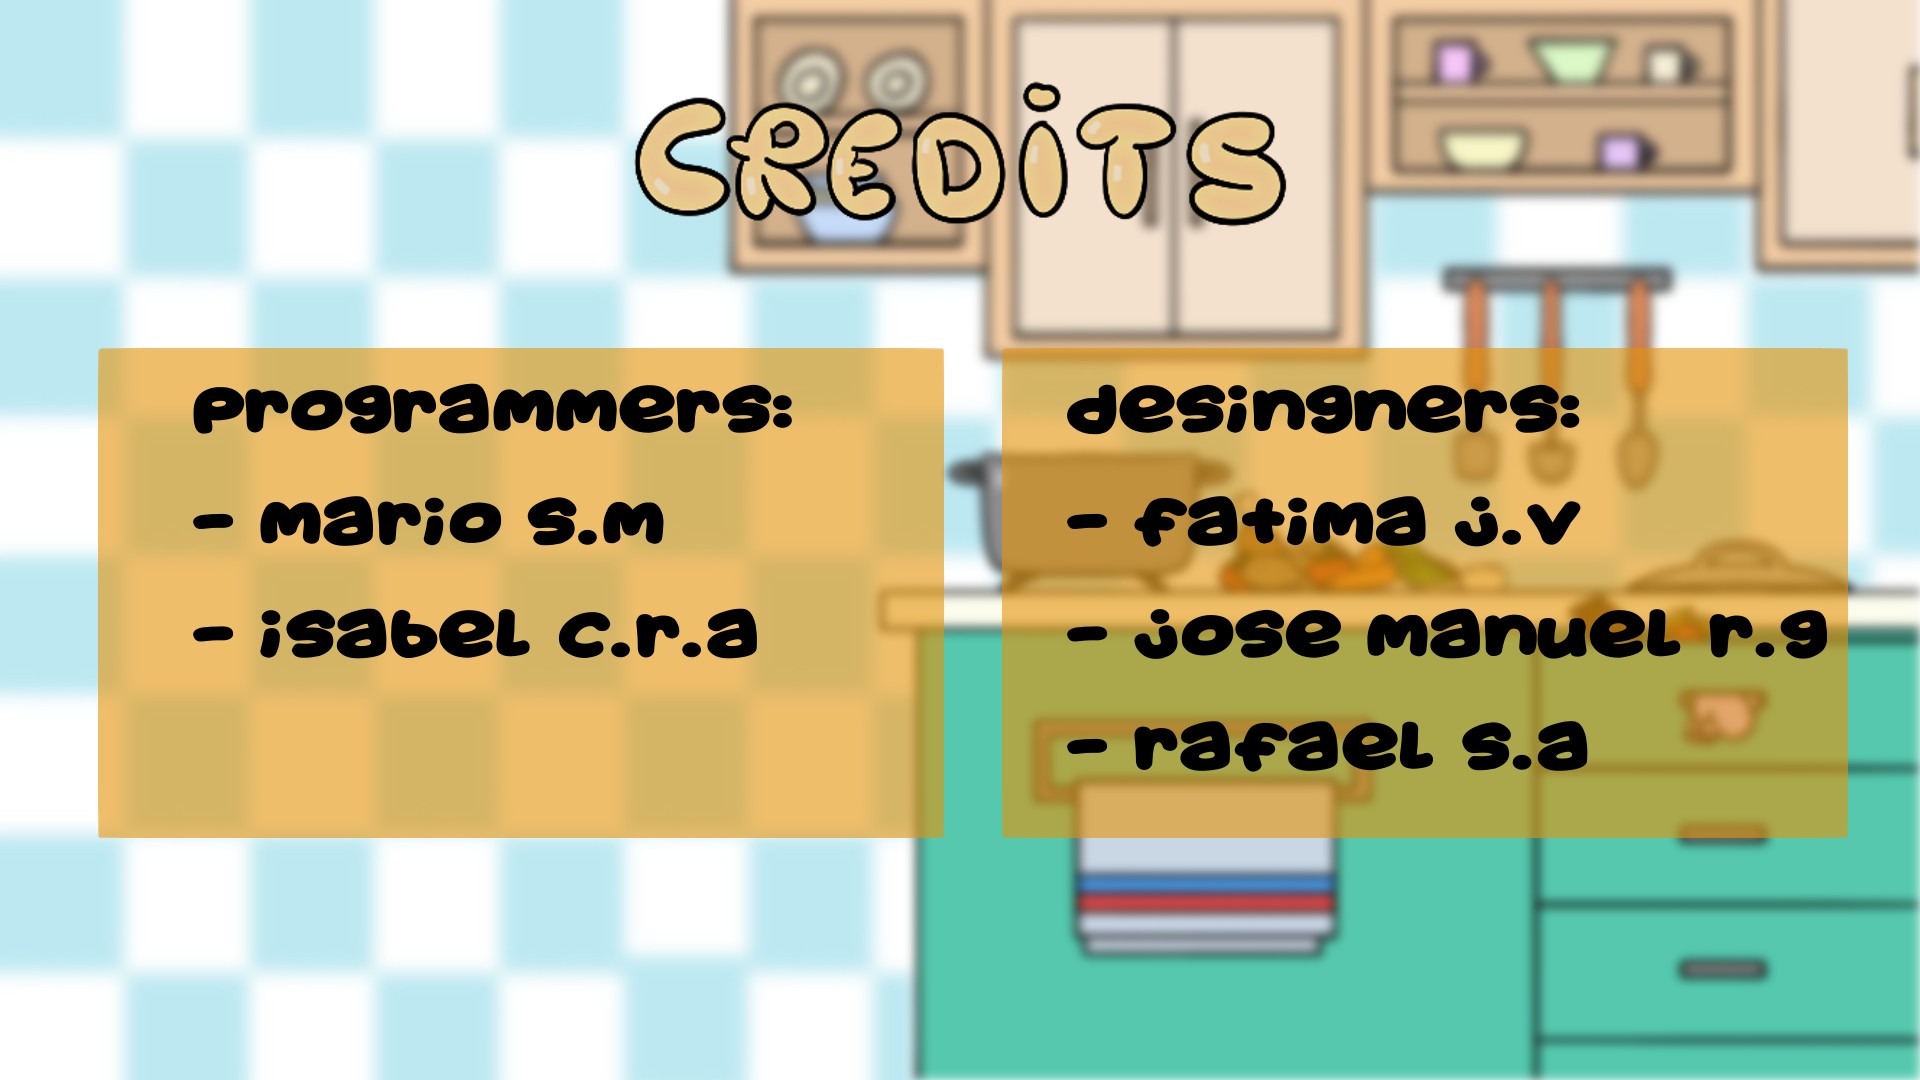 CREDiTS
programmers:
- mario s.m
- isabel c.r.a
desingners:
- fatima j.v
- jose manuel r.g
- rafael s.a